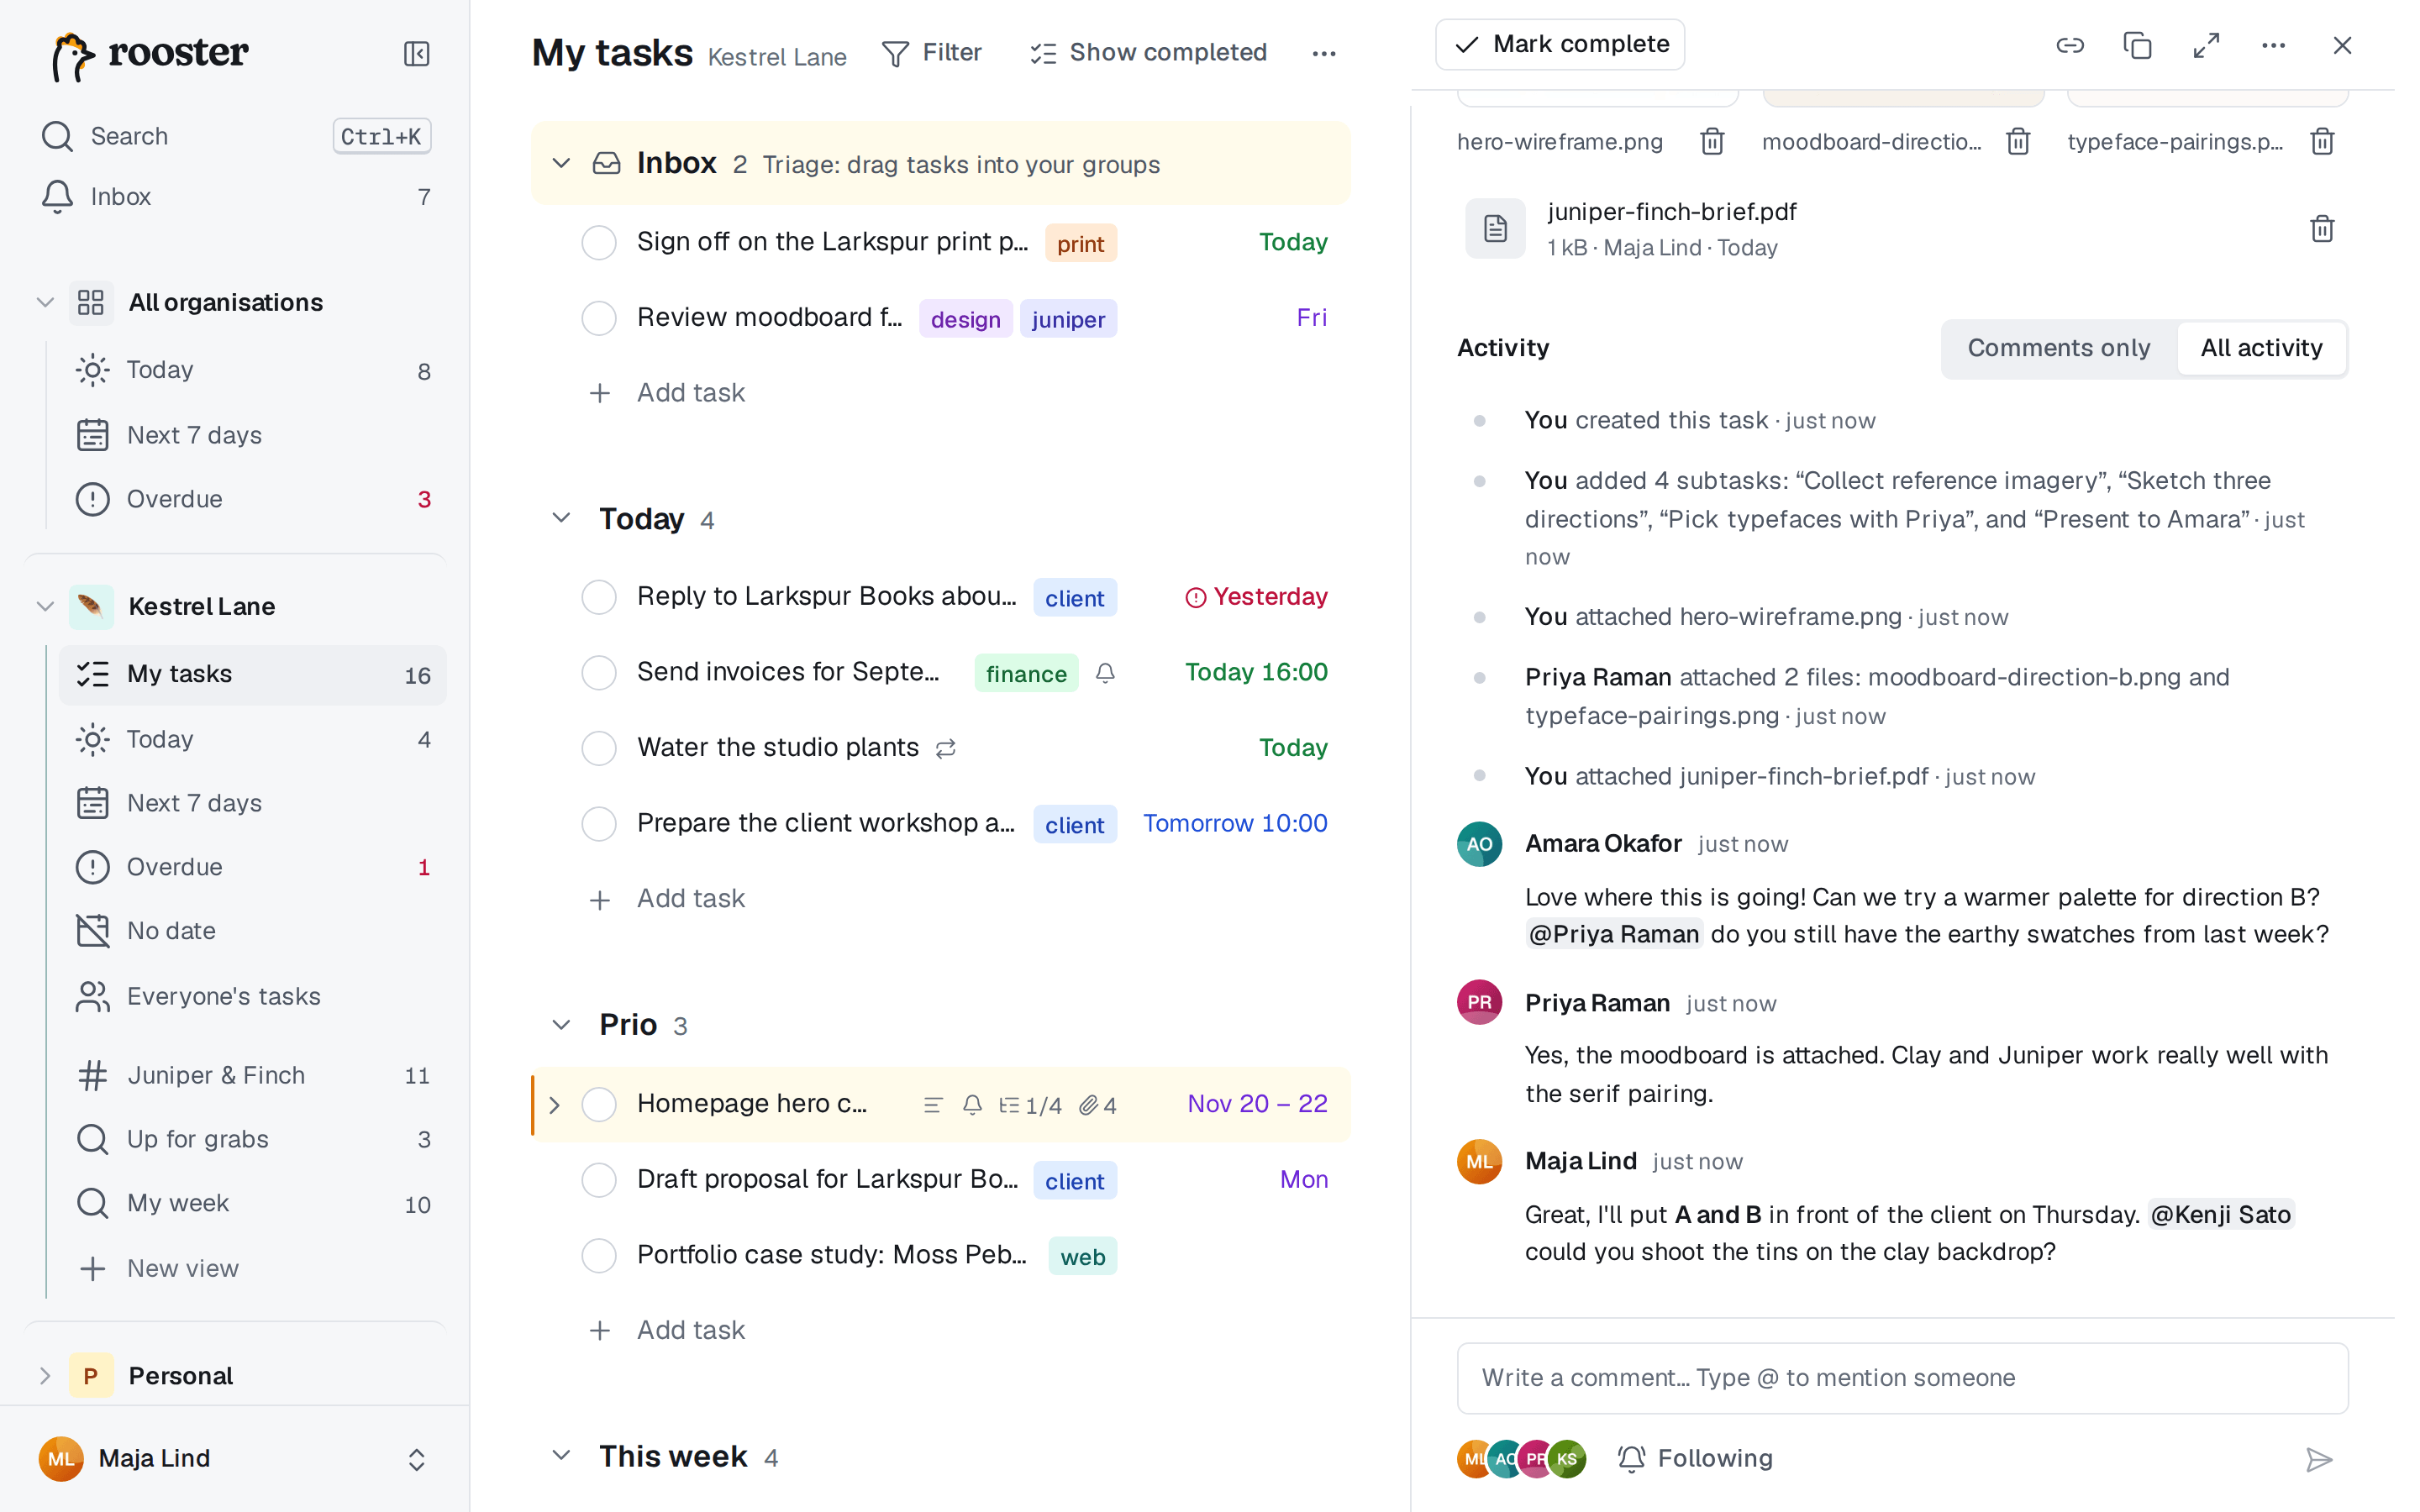 rooster
Search Ctrl+K
Inbox 7
All organisations
Today 8
Next 7 days
Overdue 3
Kestrel Lane
My tasks 16
Today 4
Next 7 days
Overdue 1
No date
Everyone's tasks
Juniper & Finch 11
Up for grabs 3
My week 10
New view
P Personal
ML Maja Lind
My tasks Kestrel Lane Filter Show completed
Inbox 2 Triage: drag tasks into your groups
Sign off on the Larkspur print p... print Today
Review moodboard f... design juniper Fri
Add task
Today 4
Reply to Larkspur Books abou... client Yesterday
Send invoices for Septe... finance Today 16:00
Water the studio plants Today
Prepare the client workshop a... client Tomorrow 10:00
Add task
Prio 3
Homepage hero c... 1/4 4 Nov 20 – 22
Draft proposal for Larkspur Bo... client Mon
Portfolio case study: Moss Peb... web
Add task
This week 4
Mark complete
hero-wireframe.png moodboard-directio... typeface-pairings.p...
juniper-finch-brief.pdf
1 kB · Maja Lind · Today
Activity Comments only All activity
You created this task · just now
You added 4 subtasks: “Collect reference imagery”, “Sketch three
directions”, “Pick typefaces with Priya”, and “Present to Amara” · just
now
You attached hero-wireframe.png · just now
Priya Raman attached 2 files: moodboard-direction-b.png and
typeface-pairings.png · just now
You attached juniper-finch-brief.pdf · just now
AO Amara Okafor just now
Love where this is going! Can we try a warmer palette for direction B?
@Priya Raman do you still have the earthy swatches from last week?
PR Priya Raman just now
Yes, the moodboard is attached. Clay and Juniper work really well with
the serif pairing.
ML Maja Lind just now
Great, I'll put A and B in front of the client on Thursday. @Kenji Sato
could you shoot the tins on the clay backdrop?
Write a comment... Type @ to mention someone
ML AO PR KS Following